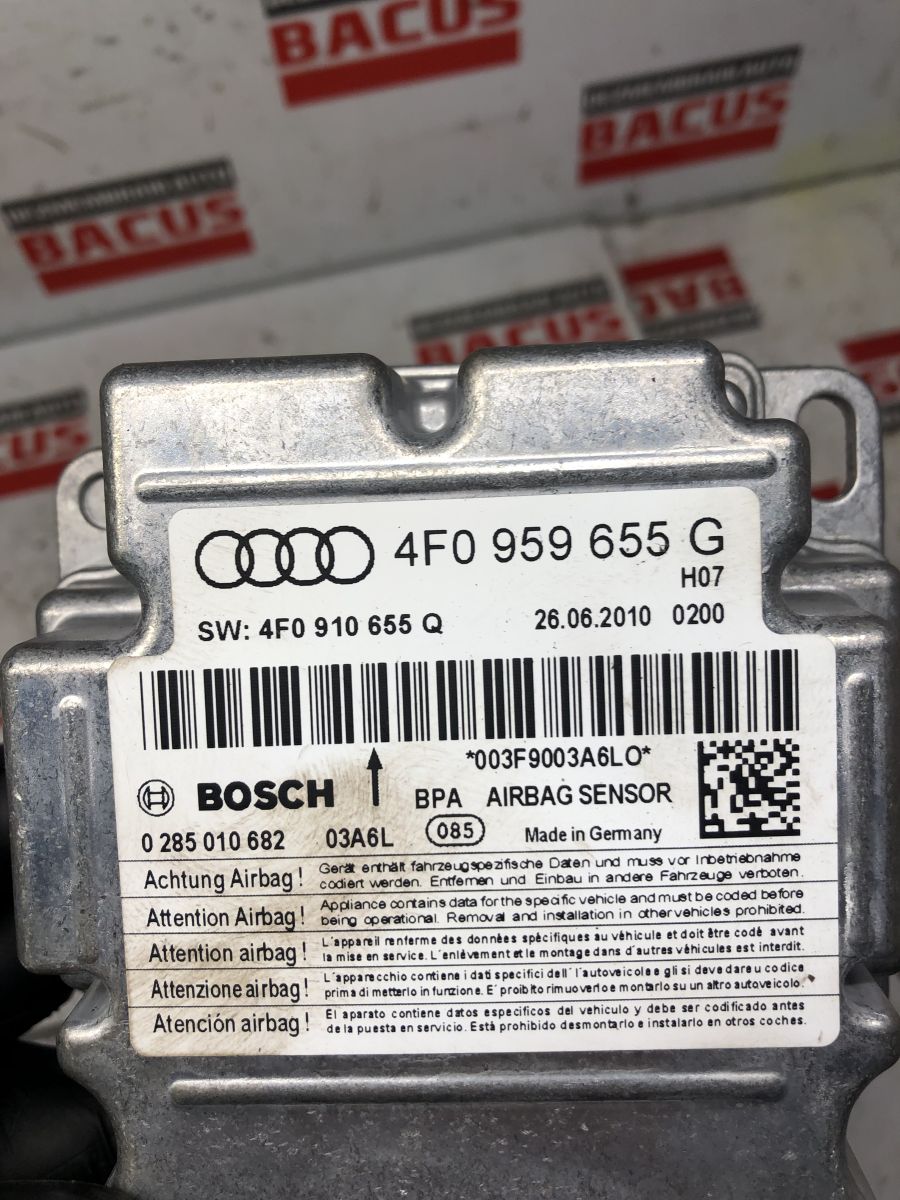 BACUS
BACUS
BACUS
BACUS
BACUS
4F0 959 655 G
H07
SW: 4F0 910 655 Q 26.06.2010 0200
*003F9003A6LO*
BOSCH BPA AIRBAG SENSOR
0 285 010 682 03A6L 085 Made in Germany
Achtung Airbag! Gerät enthält fahrzeugspezifische Daten und muss vor Inbetriebnahme
codiert werden. Entfernen und Einbau in andere Fahrzeuge verboten.
Attention Airbag! Appliance contains data for the specific vehicle and must be coded before
being operational. Removal and installation in other vehicles prohibited.
Attention airbag! L'appareil renferme des données spécifiques au véhicule et doit être codé avant
la mise en service. L'enlèvement et le montage dans d'autres véhicules est interdit.
Attenzione airbag! L'apparecchio contiene i dati specifici dell'l'autoveicolo e gli si deve dare u codice
prima di metterlo in funzione. E' proibito rimuoverlo e montarlo su un altro autoveicolo.
Atención airbag! El aparato contiene datos especificos del vehiculo y debe ser codificado antes
de la puesta en servicio. Está prohibido desmontarlo e instalarlo en otros coches.